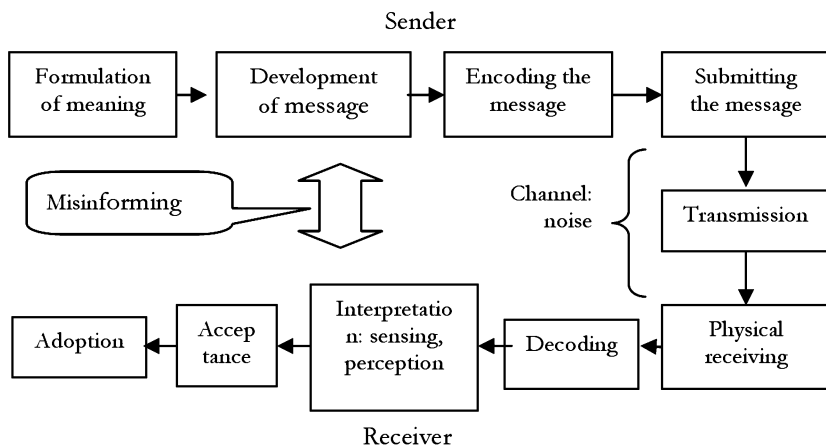 Sender
Formulation
of meaning
Development
of message
Encoding the
message
Submitting
the message
Misinforming
Channel:
noise
Transmission
Physical
receiving
Decoding
Interpretatio
n: sensing,
perception
Accep
tance
Adoption
Receiver